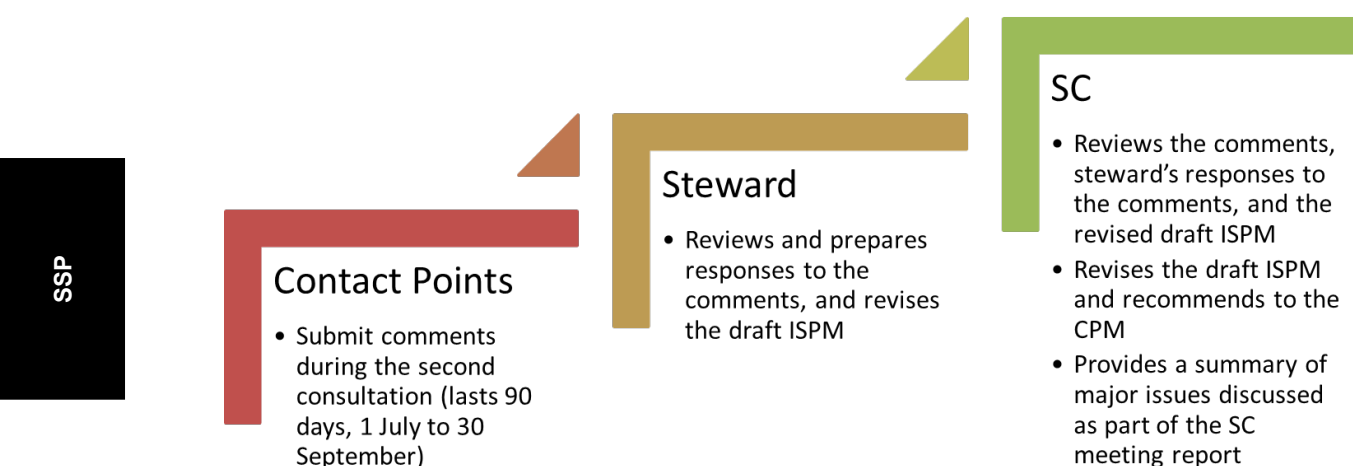 SSP
Contact Points
• Submit comments
during the second
consultation (lasts 90
days, 1 July to 30
September)
Steward
• Reviews and prepares
responses to the
comments, and revises
the draft ISPM
SC
• Reviews the comments,
steward's responses to
the comments, and the
revised draft ISPM
• Revises the draft ISPM
and recommends to the
CPM
• Provides a summary of
major issues discussed
as part of the SC
meeting report